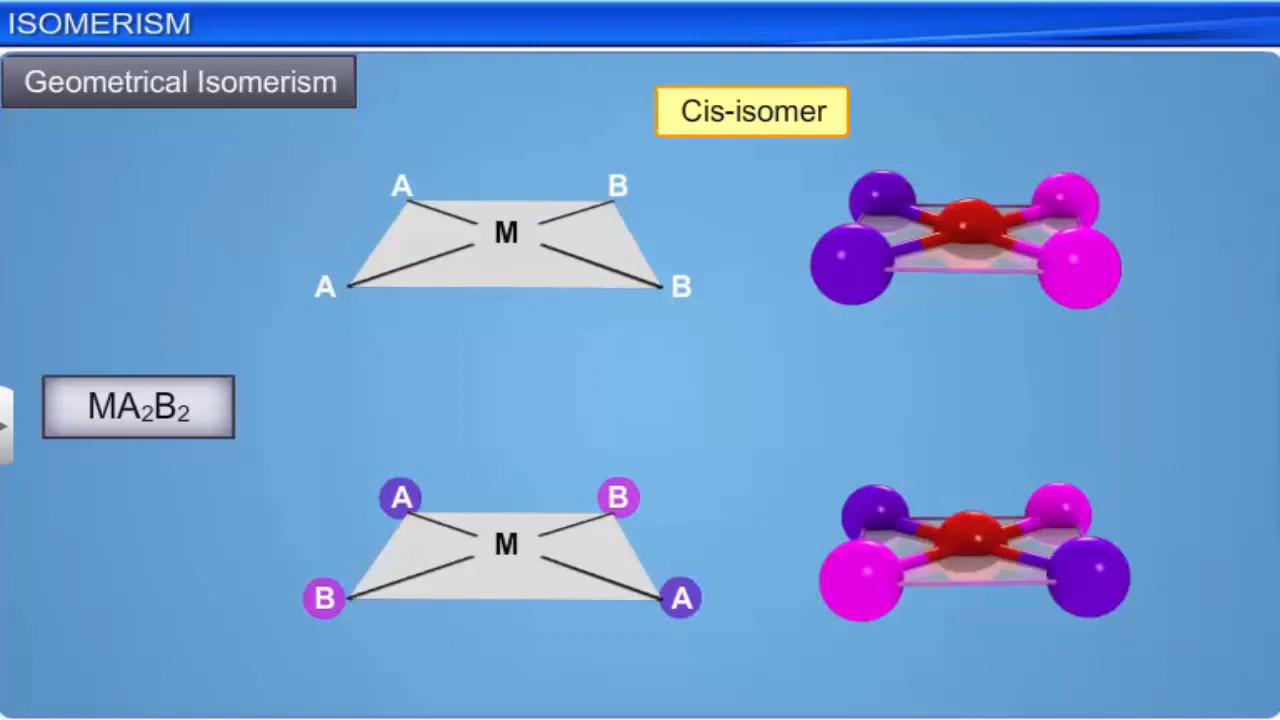 ISOMERISM
Geometrical Isomerism
Cis-isomer
A B
M
A B
MA₂B₂
A B
M
B A